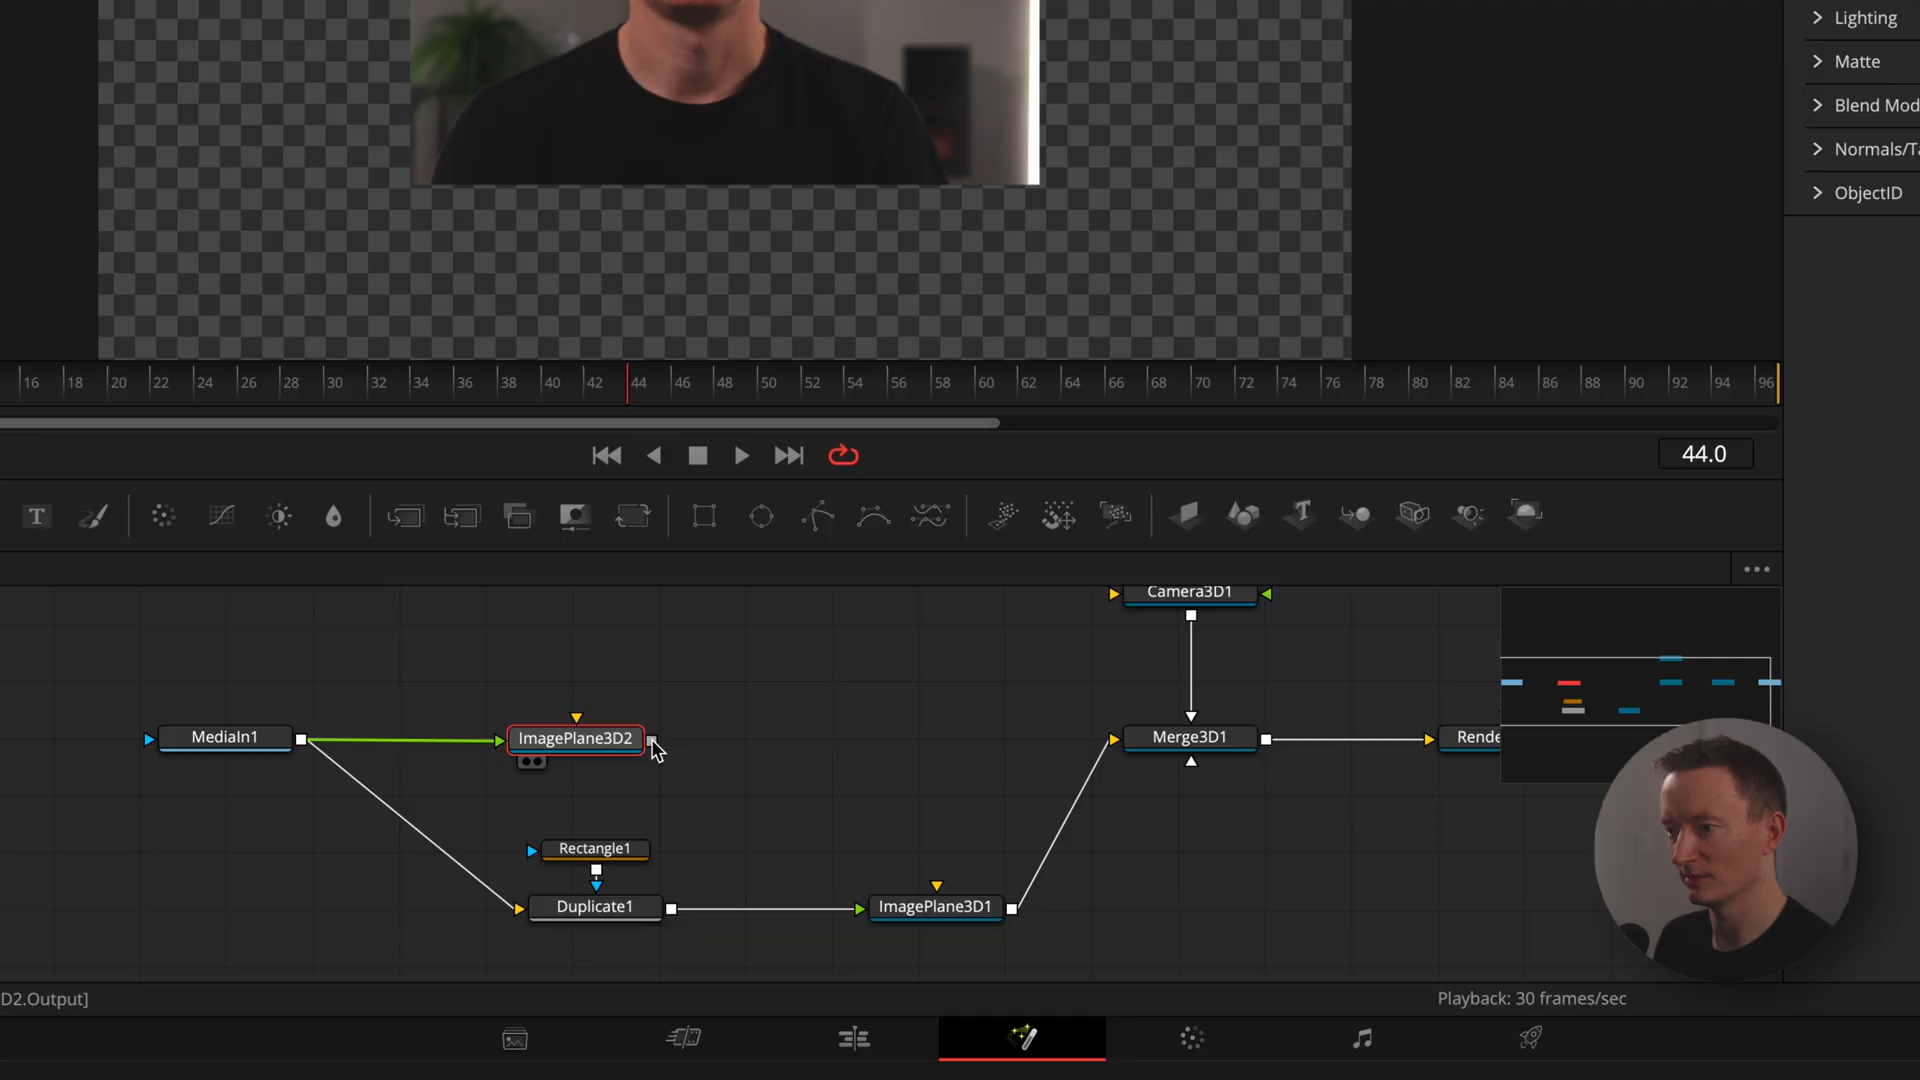 Lighting
Matte
Blend Mod
Normals/Ta
ObjectID
16 18 20 22 24 26 28 30 32 34 36 38 40 42 44 46 48 50 52 54 56 58 60 62 64 66 68 70 72 74 76 78 80 82 84 86 88 90 92 94 96
44.0
T
Camera3D1
MediaIn1
ImagePlane3D2
Merge3D1
Rende
Rectangle1
Duplicate1
ImagePlane3D1
D2.Output]
Playback: 30 frames/sec